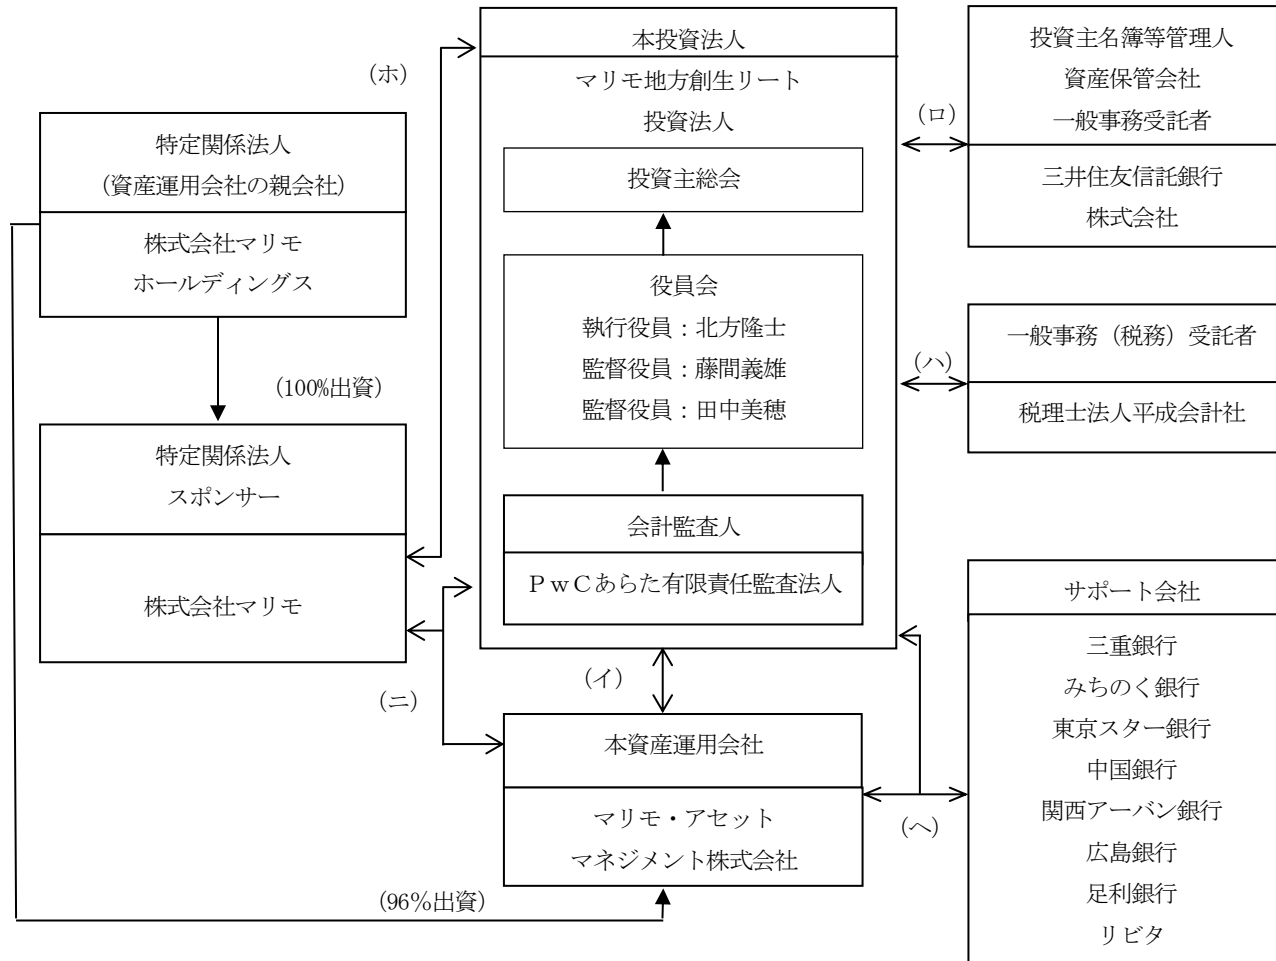 (ホ)
特定関係法人
(資産運用会社の親会社)
株式会社マリモ
ホールディングス
(100%出資)
特定関係法人
スポンサー
株式会社マリモ
(ニ)
(96%出資)
本投資法人
マリモ地方創生リート
投資法人
投資主総会
役員会
執行役員：北方隆士
監督役員：藤間義雄
監督役員：田中美穂
会計監査人
ＰｗＣあらた有限責任監査法人
(イ)
本資産運用会社
マリモ・アセット
マネジメント株式会社
(ロ)
投資主名簿等管理人
資産保管会社
一般事務受託者
三井住友信託銀行
株式会社
(ハ)
一般事務（税務）受託者
税理士法人平成会計社
(ヘ)
サポート会社
三重銀行
みちのく銀行
東京スター銀行
中国銀行
関西アーバン銀行
広島銀行
足利銀行
リビタ